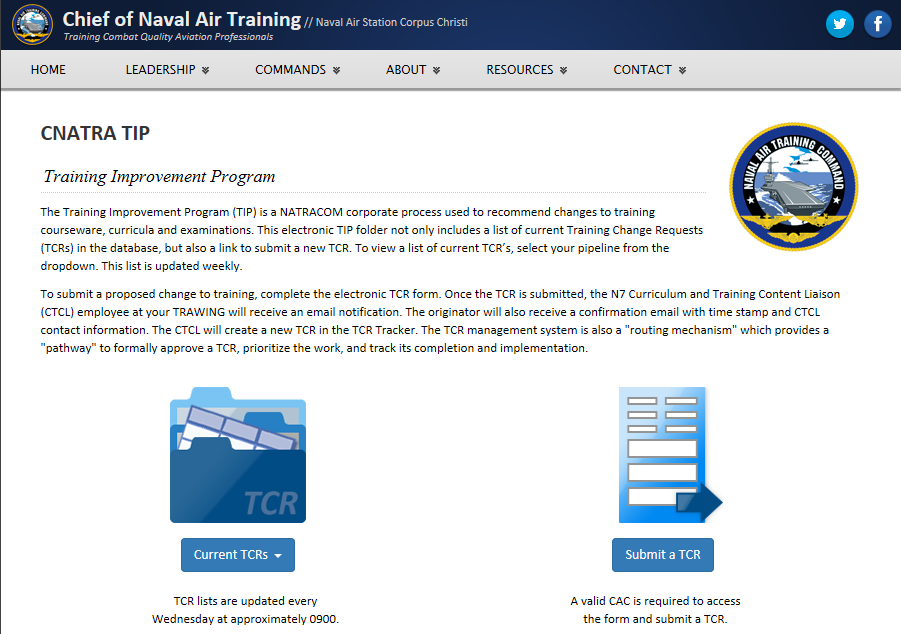 Chief of Naval Air Training // Naval Air Station Corpus Christi
Training Combat Quality Aviation Professionals
HOME LEADERSHIP COMMANDS ABOUT RESOURCES CONTACT
CNATRA TIP
NAVAL AIR TRAINING COMMAND
Training Improvement Program
The Training Improvement Program (TIP) is a NATRACOM corporate process used to recommend changes to training
courseware, curricula and examinations. This electronic TIP folder not only includes a list of current Training Change Requests
(TCRs) in the database, but also a link to submit a new TCR. To view a list of current TCR's, select your pipeline from the
dropdown. This list is updated weekly.
To submit a proposed change to training, complete the electronic TCR form. Once the TCR is submitted, the N7 Curriculum and Training Content Liaison
(CTCL) employee at your TRAWING will receive an email notification. The originator will also receive a confirmation email with time stamp and CTCL
contact information. The CTCL will create a new TCR in the TCR Tracker. The TCR management system is also a "routing mechanism" which provides a
"pathway" to formally approve a TCR, prioritize the work, and track its completion and implementation.
TCR
Current TCRs
Submit a TCR
TCR lists are updated every
Wednesday at approximately 0900.
A valid CAC is required to access
the form and submit a TCR.